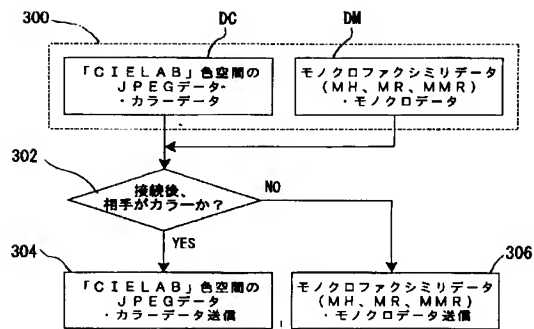 300
DC
DM
「CIELAB」色空間の
JPEGデータ
・カラーデータ
モノクロファクシミリデータ
(MH、MR、MMR)
・モノクロデータ
302
接続後、
相手がカラーか?
NO
YES
304
306
「CIELAB」色空間の
JPEGデータ
・カラーデータ送信
モノクロファクシミリデータ
(MH、MR、MMR)
・モノクロデータ送信